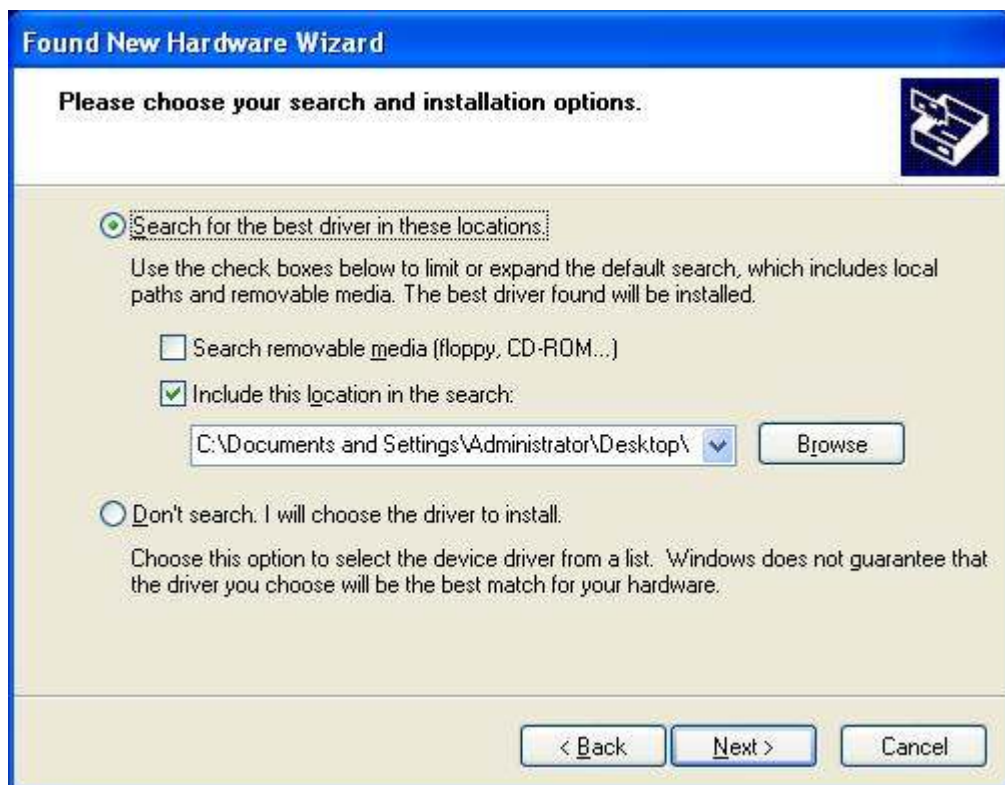 Found New Hardware Wizard
Please choose your search and installation options.
Search for the best driver in these locations.
Use the check boxes below to limit or expand the default search, which includes local
paths and removable media. The best driver found will be installed.
Search removable media (floppy, CD-ROM...)
Include this location in the search:
C:\Documents and Settings\Administrator\Desktop\
Browse
Don't search. I will choose the driver to install.
Choose this option to select the device driver from a list.  Windows does not guarantee that
the driver you choose will be the best match for your hardware.
< Back
Next >
Cancel